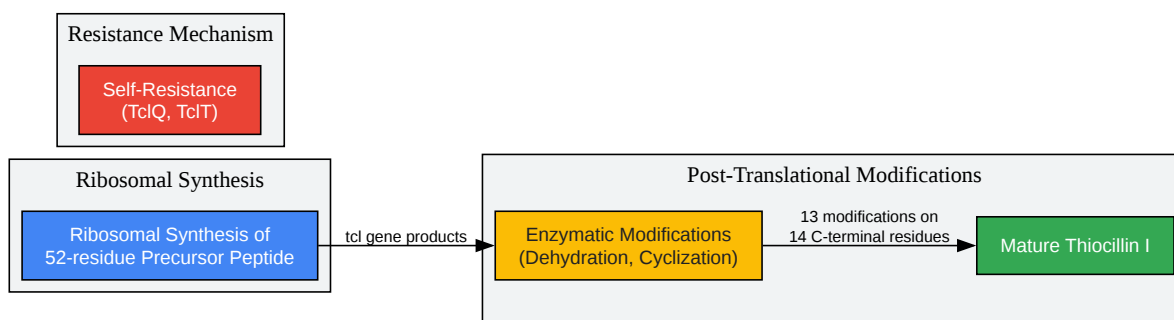 Resistance Mechanism
Self-Resistance
(TclQ, TclT)
Ribosomal Synthesis
Ribosomal Synthesis of
52-residue Precursor Peptide
tcl gene products
Post-Translational Modifications
Enzymatic Modifications
(Dehydration, Cyclization)
13 modifications on
14 C-terminal residues
Mature Thiocillin I